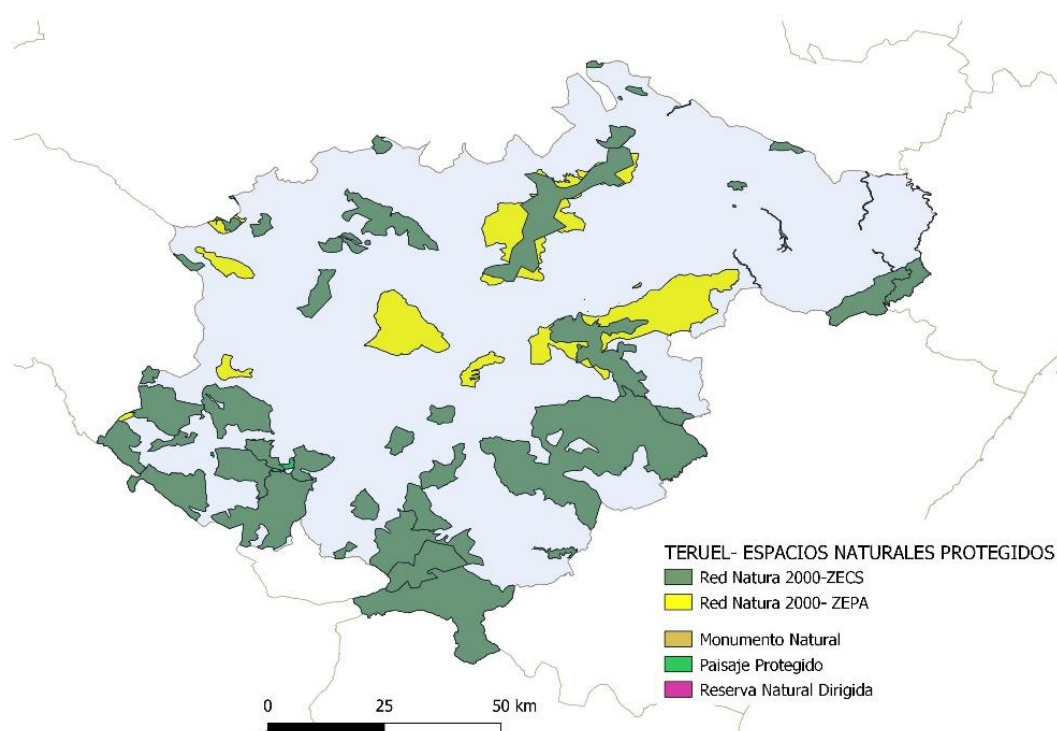 TERUEL- ESPACIOS NATURALES PROTEGIDOS
Red Natura 2000-ZECS
Red Natura 2000- ZEPA
Monumento Natural
Paisaje Protegido
Reserva Natural Dirigida
0 25 50 km